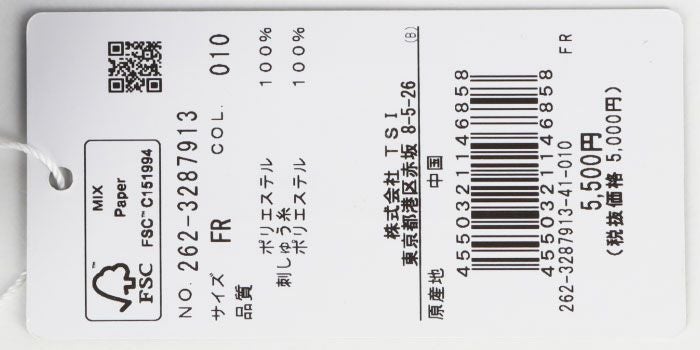 MIX
Paper
FSC™ C151994
™
FSC
NO. 262-3287913
サイズ FR COL. 010
品質
ポリエステル 100%
刺しゅう糸
ポリエステル 100%
株式会社 TSI
東京都港区赤坂 8-5-26
(8)
原産地 中国
4550321146858
4550321146858
262-3287913-41-010 FR
5,500円
(税抜価格 5,000円)